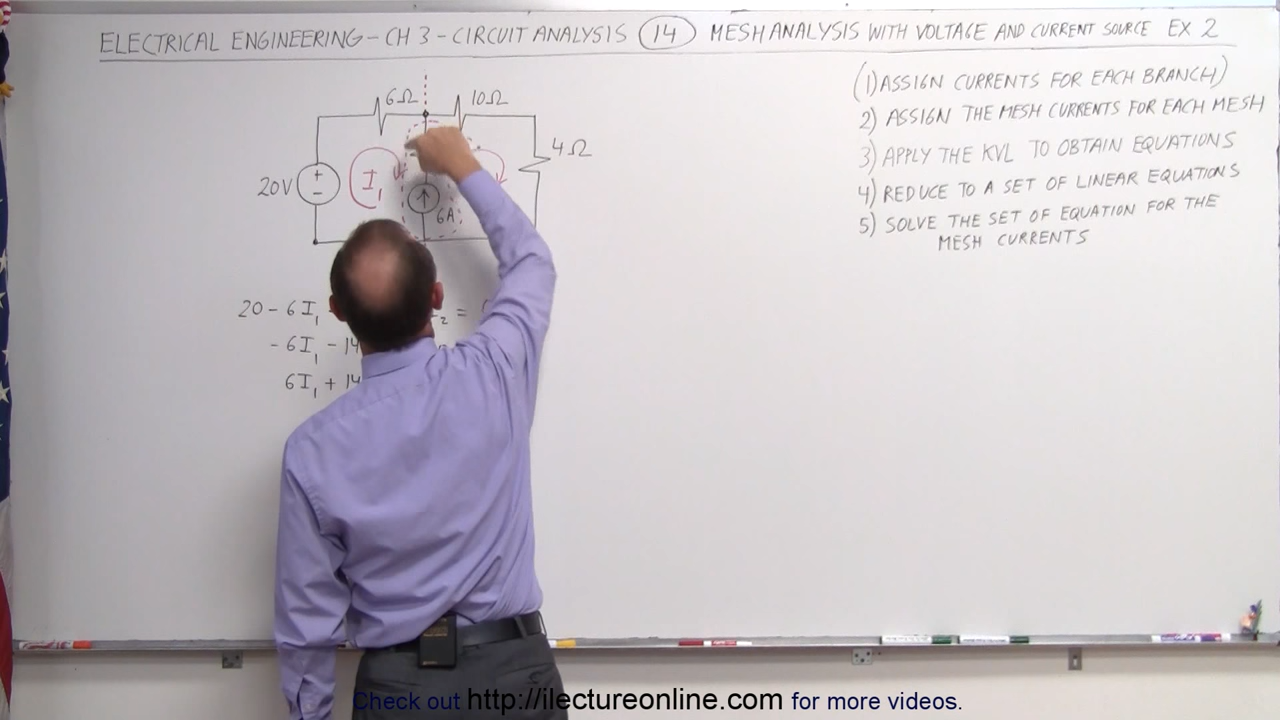 ELECTRICAL ENGINEERING - CH 3 - CIRCUIT ANALYSIS (14) MESH ANALYSIS WITH VOLTAGE AND CURRENT SOURCE EX 2
(1) ASSIGN CURRENTS FOR EACH BRANCH)
2) ASSIGN THE MESH CURRENTS FOR EACH MESH
3) APPLY THE KVL TO OBTAIN EQUATIONS
4) REDUCE TO A SET OF LINEAR EQUATIONS
5) SOLVE THE SET OF EQUATION FOR THE
MESH CURRENTS
6Ω 10Ω
4Ω
20V + - I₁
6A
20 - 6I₁ ₂ =
- 6I₁ - 14
6I₁ + 14
Check out http://ilectureonline.com for more videos.